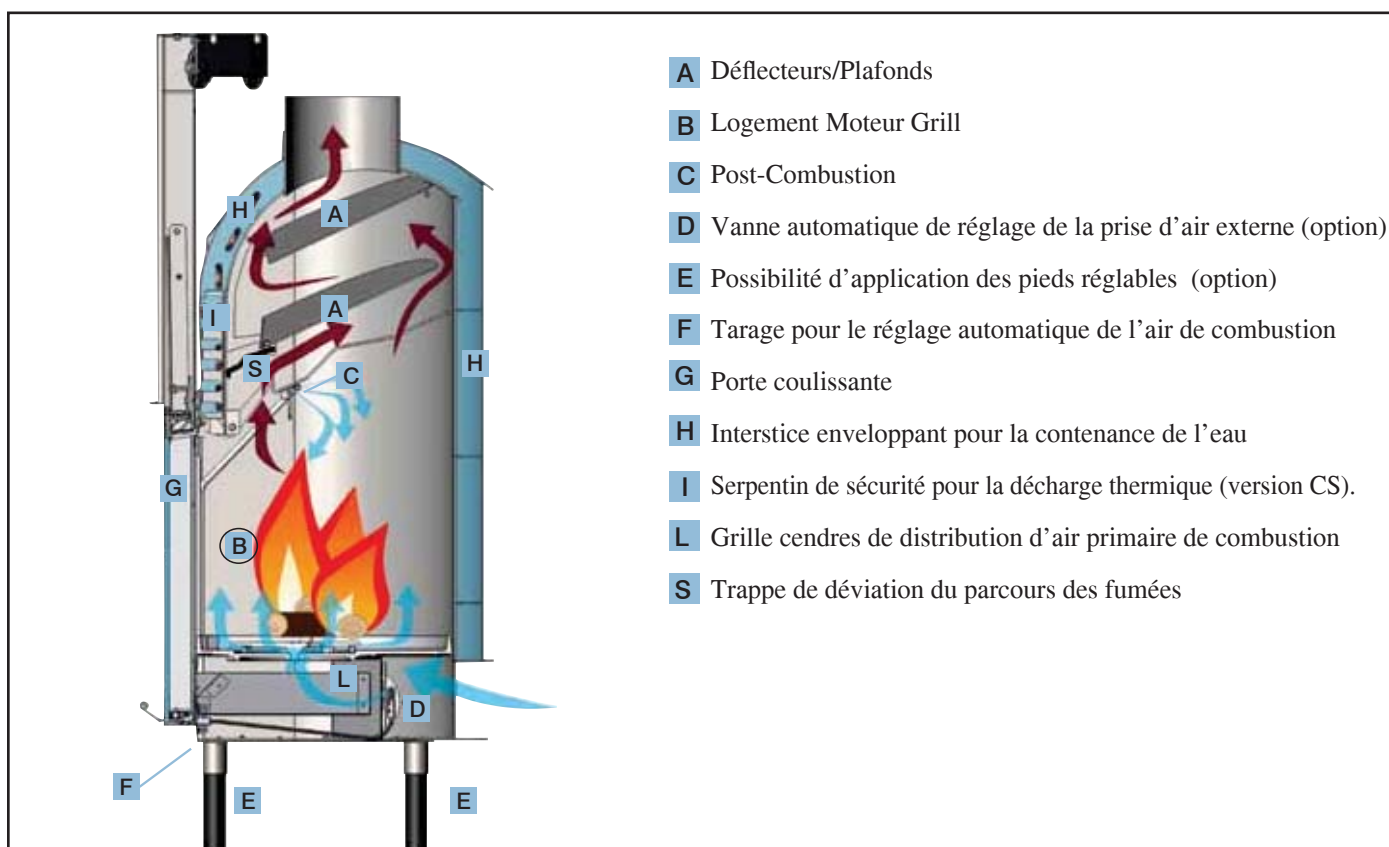 A Déflecteurs/Plafonds
B Logement Moteur Grill
C Post-Combustion
D Vanne automatique de réglage de la prise d’air externe (option)
E Possibilité d’application des pieds réglables (option)
F Tarage pour le réglage automatique de l’air de combustion
G Porte coulissante
H Interstice enveloppant pour la contenance de l’eau
I Serpentin de sécurité pour la décharge thermique (version CS).
L Grille cendres de distribution d’air primaire de combustion
S Trappe de déviation du parcours des fumées
H
A
I
A
S
C
H
G
B
L
D
F
E
E